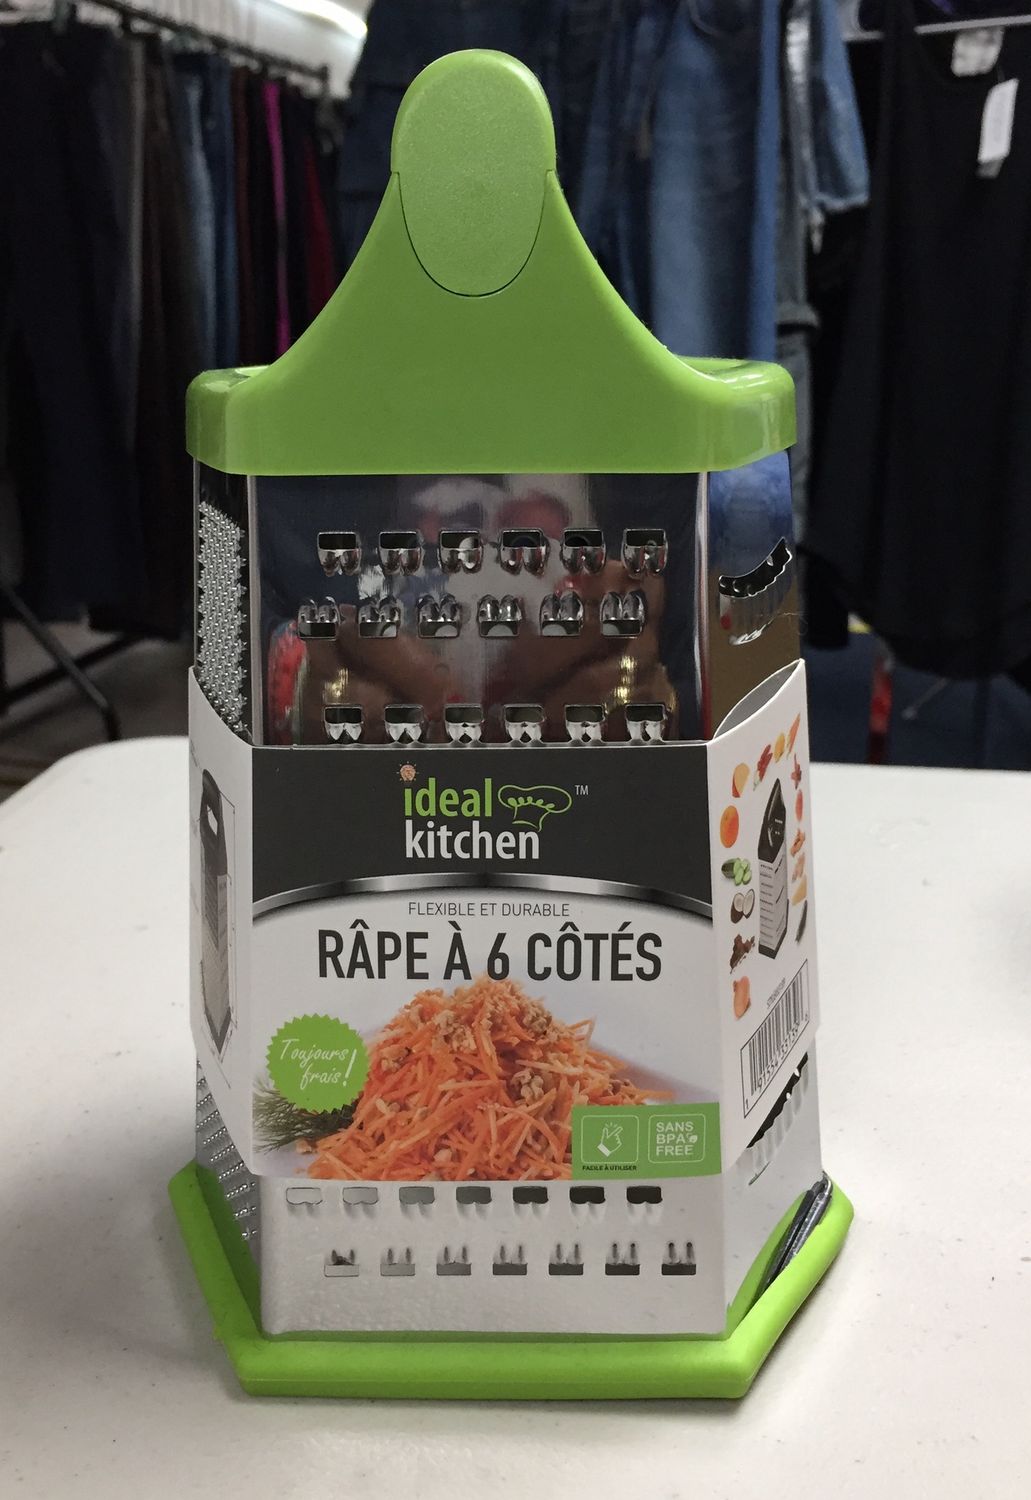 ideal
kitchen
TM
FLEXIBLE ET DURABLE
RÂPE À 6 CÔTÉS
Toujours
frais!
FACILE À UTILISER
SANS
BPA
FREE